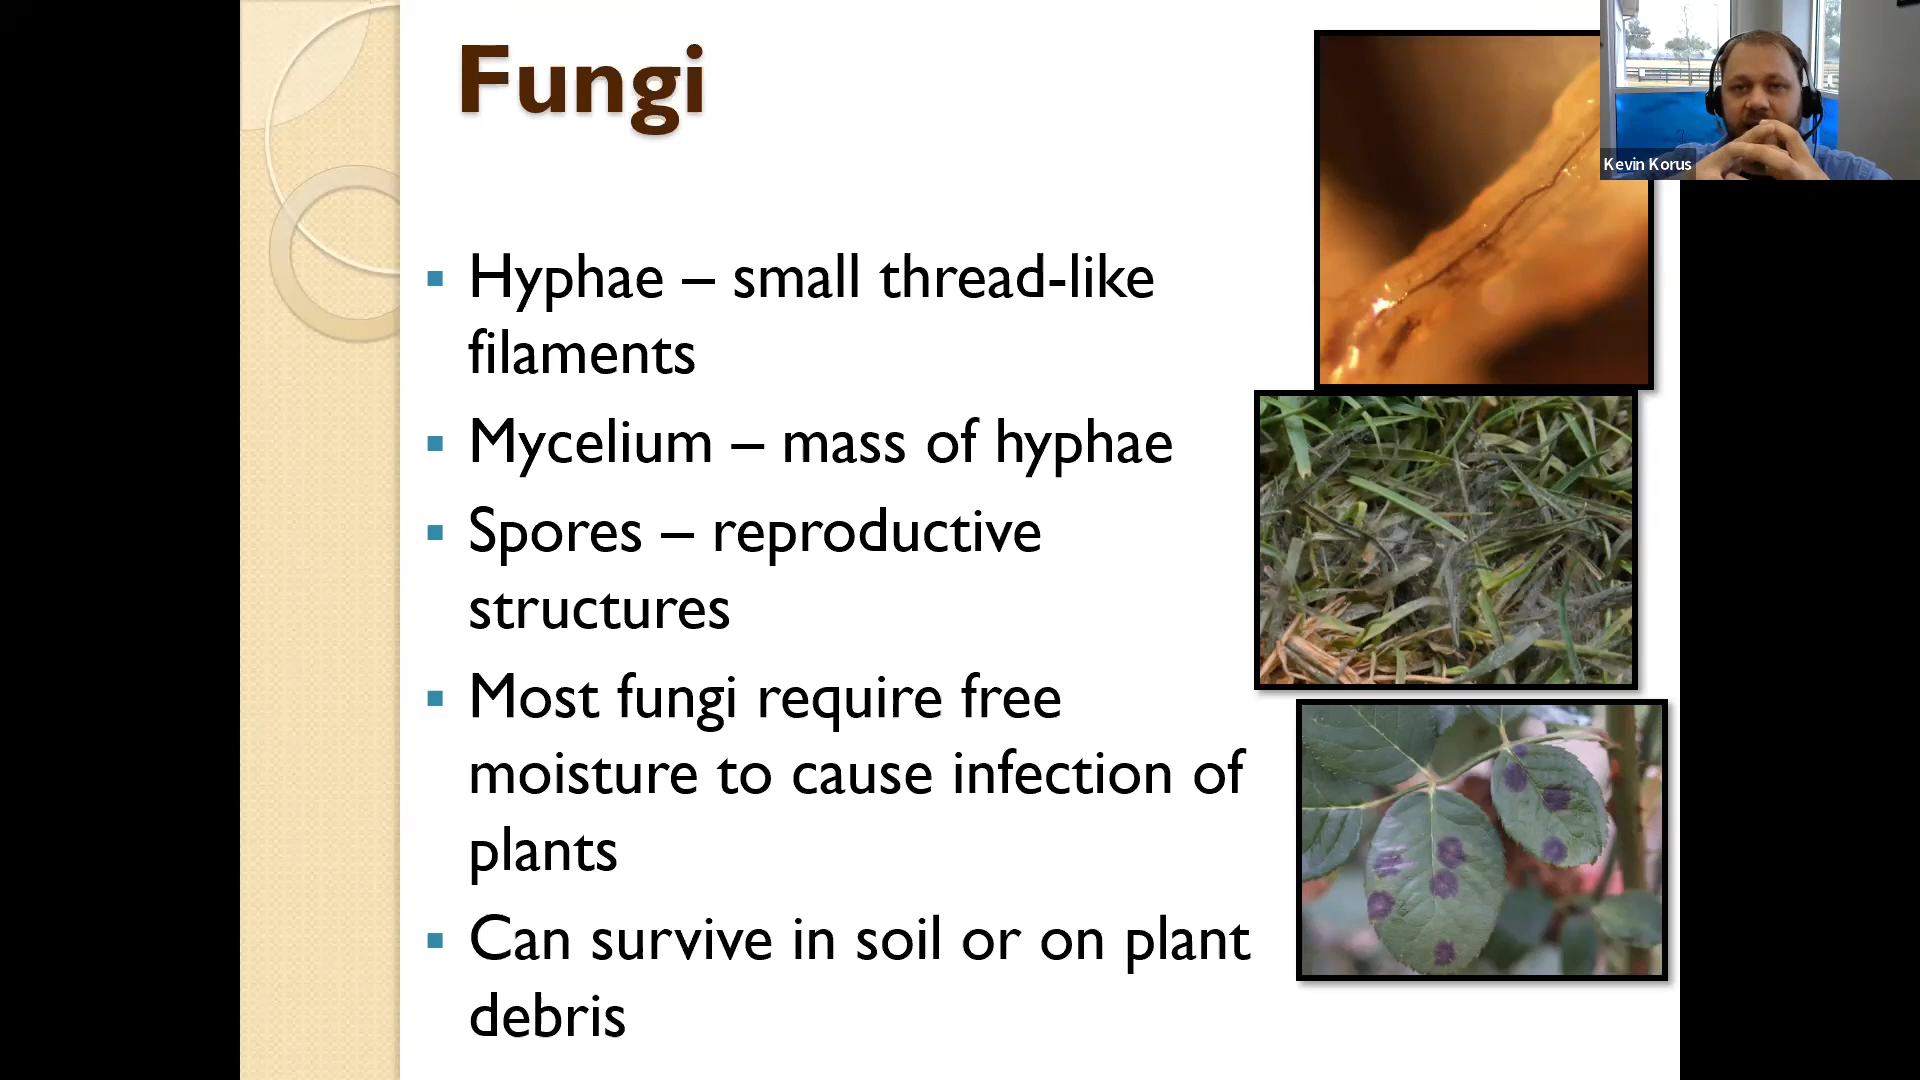 Fungi
Kevin Korus
▪ Hyphae – small thread-like
filaments
▪ Mycelium – mass of hyphae
▪ Spores – reproductive
structures
▪ Most fungi require free
moisture to cause infection of
plants
▪ Can survive in soil or on plant
debris